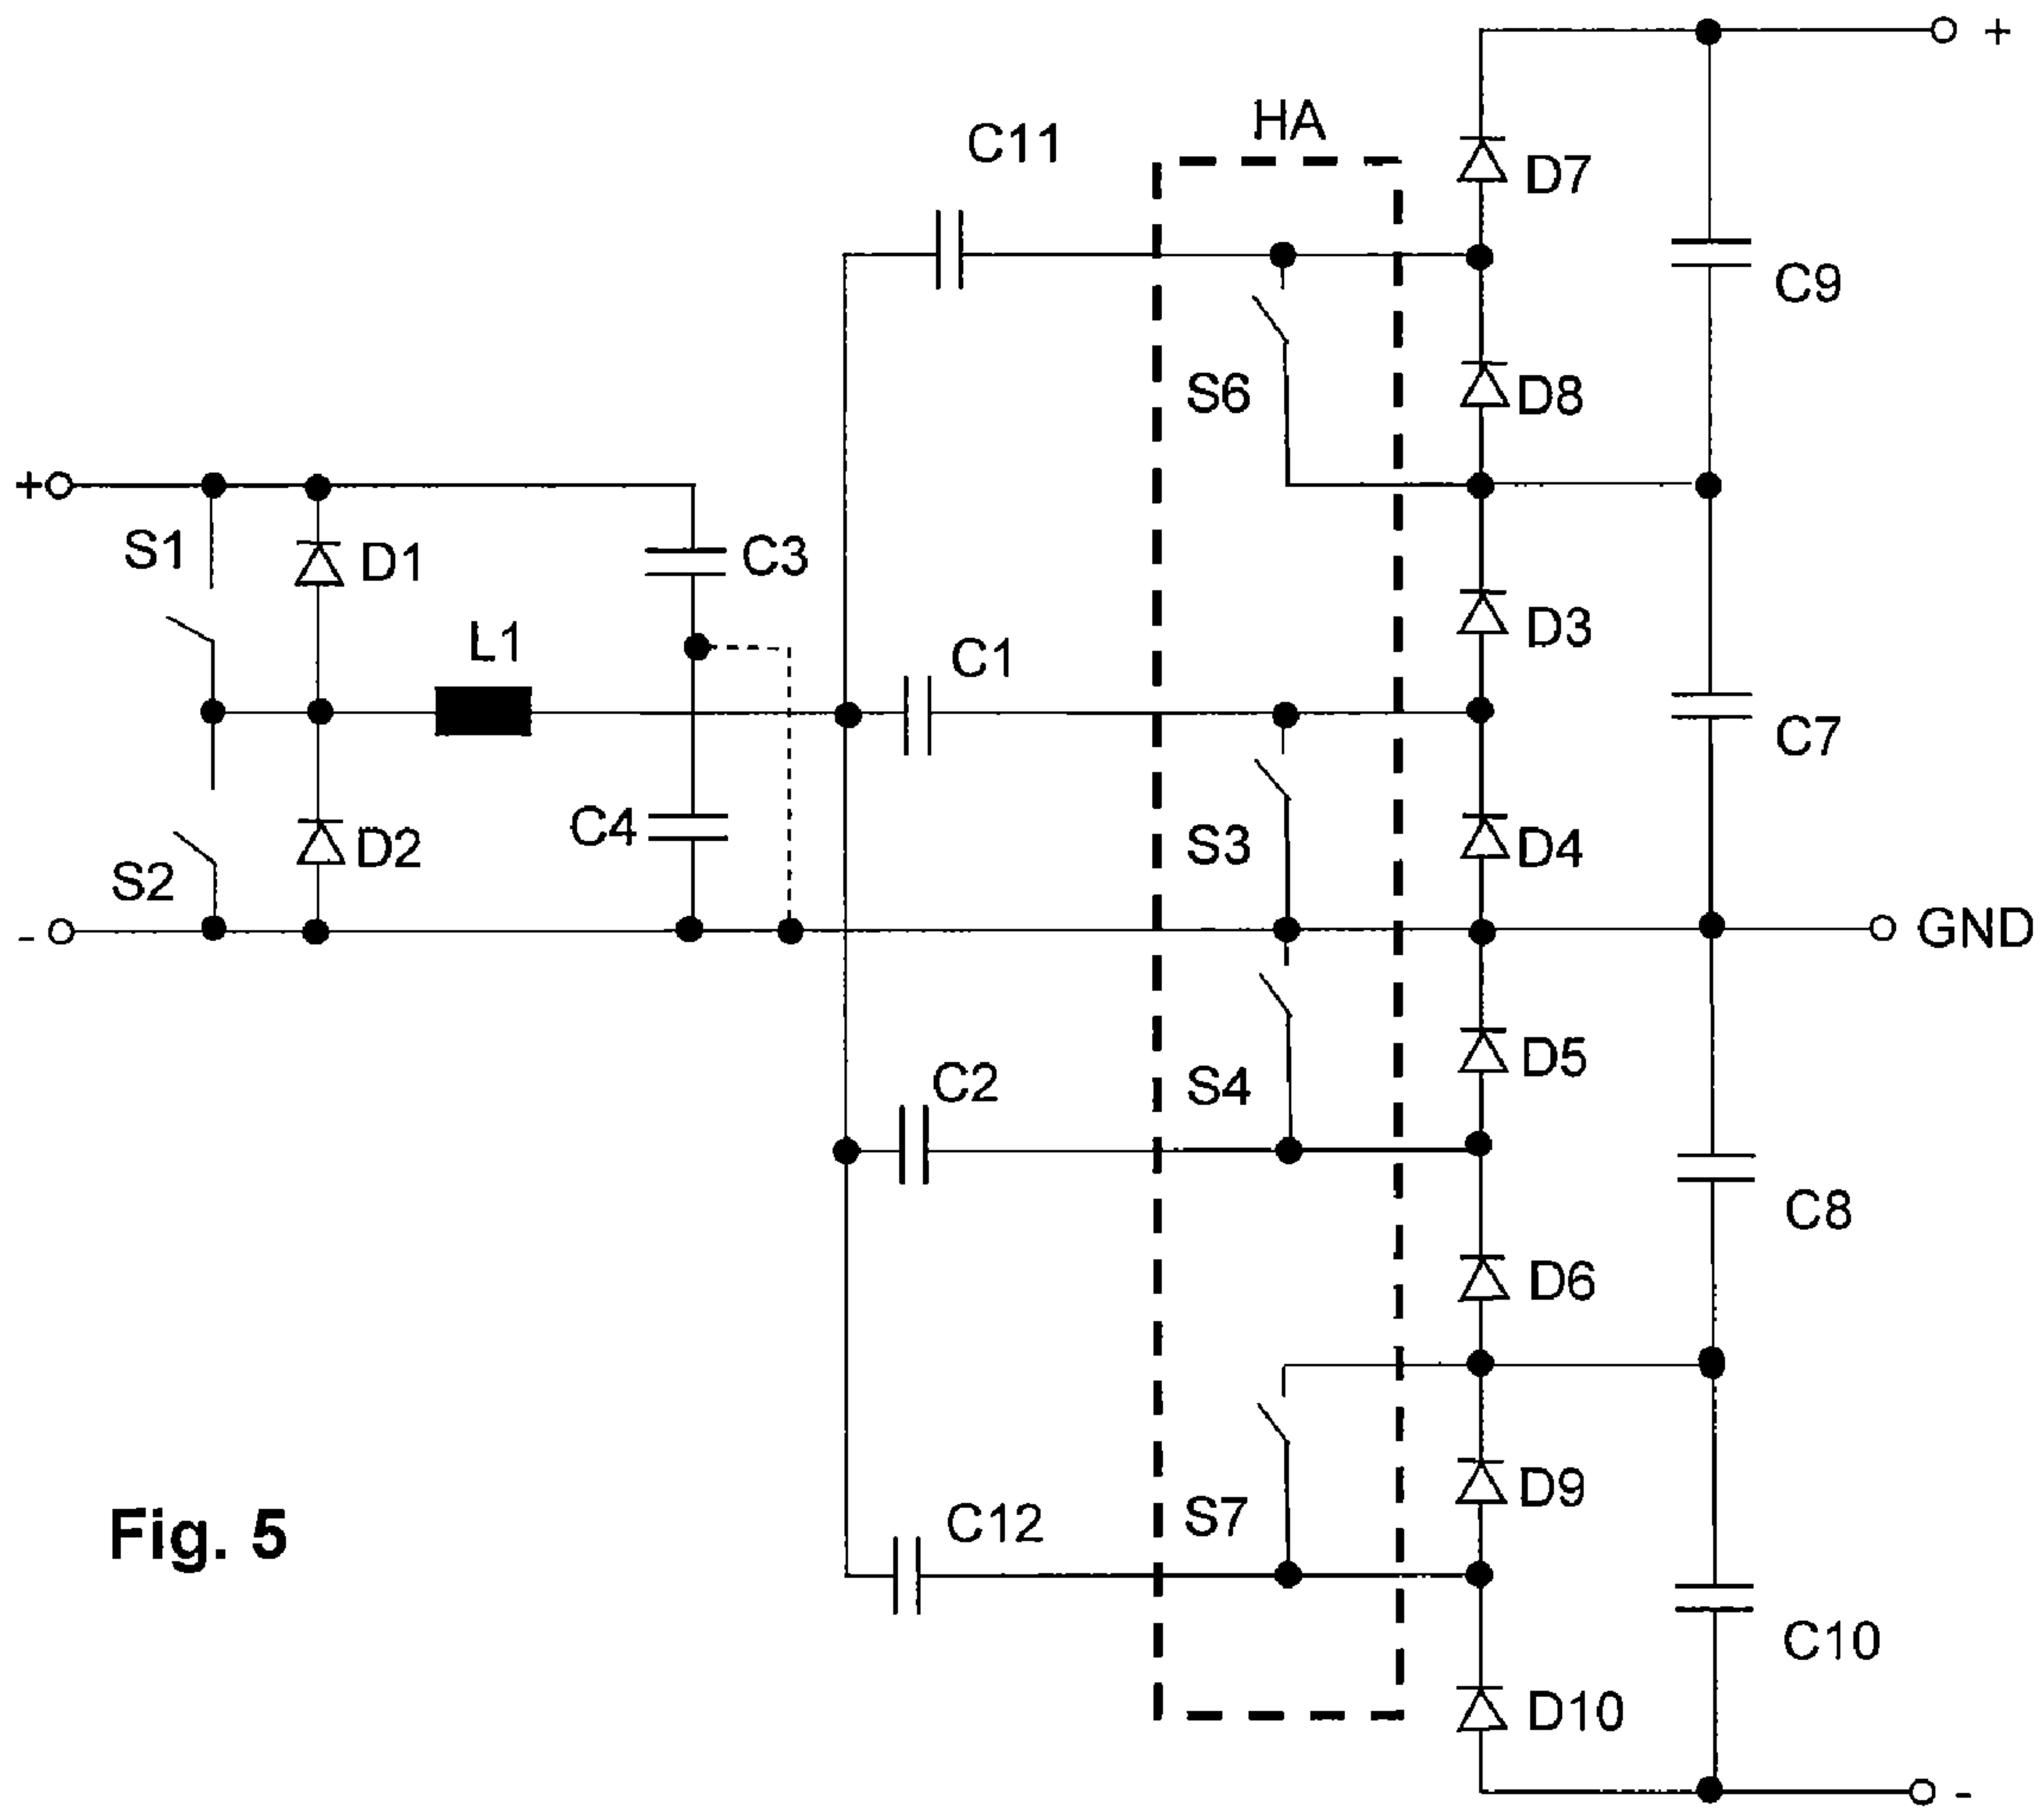 +
HA
C11
D7
C9
S6
D8
+
S1
D1
C3
L1
C1
D3
C7
C4
S3
D4
S2
D2
-
GND
C2
S4
D5
C8
D6
C12
S7
D9
Fig. 5
C10
D10
-